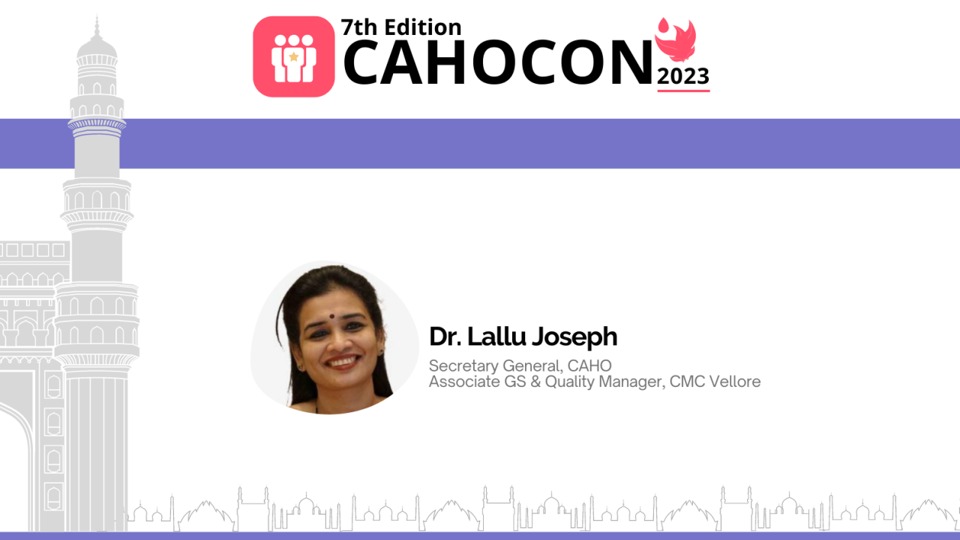 7th Edition
CAHOCON
2023
Dr. Lallu Joseph
Secretary General, CAHO
Associate GS & Quality Manager, CMC Vellore